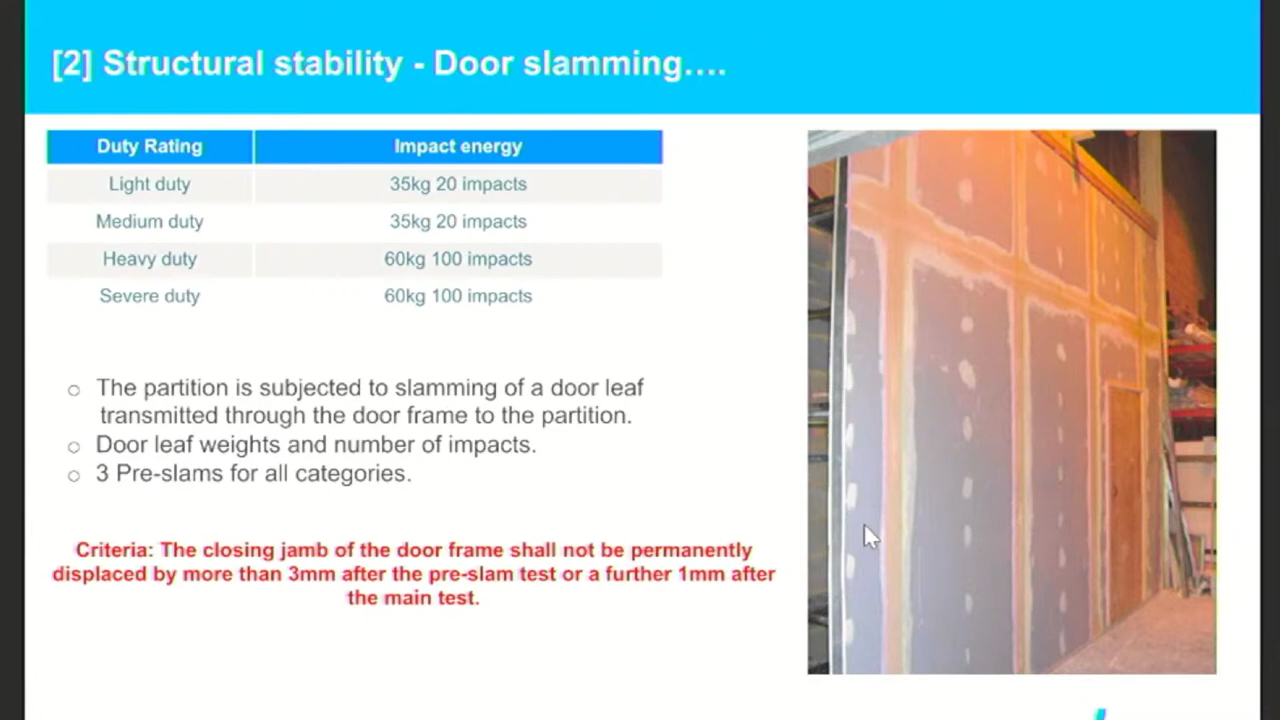 [2] Structural stability - Door slamming....
Duty Rating Impact energy
Light duty 35kg 20 impacts
Medium duty 35kg 20 impacts
Heavy duty 60kg 100 impacts
Severe duty 60kg 100 impacts
○ The partition is subjected to slamming of a door leaf
transmitted through the door frame to the partition.
○ Door leaf weights and number of impacts.
○ 3 Pre-slams for all categories.
Criteria: The closing jamb of the door frame shall not be permanently
displaced by more than 3mm after the pre-slam test or a further 1mm after
the main test.